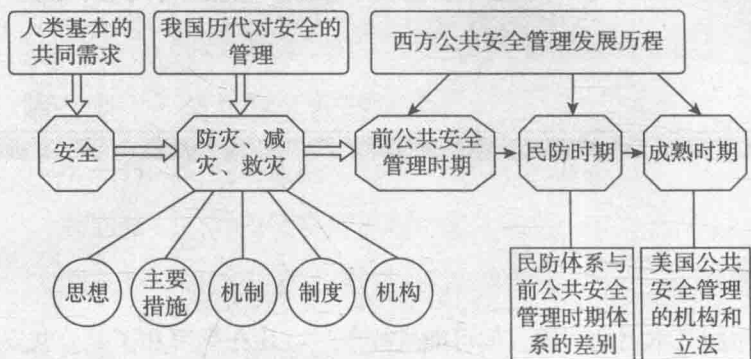 人类基本的
共同需求
我国历代对安全的
管理
西方公共安全管理发展历程
安全
防灾、减
灾、救灾
前公共安全
管理时期
民防时期
成熟时期
思想
主要
措施
机制
制度
机构
民防体系与
前公共安全
管理时期体
系的差别
美国公共
安全管理
的机构和
立法